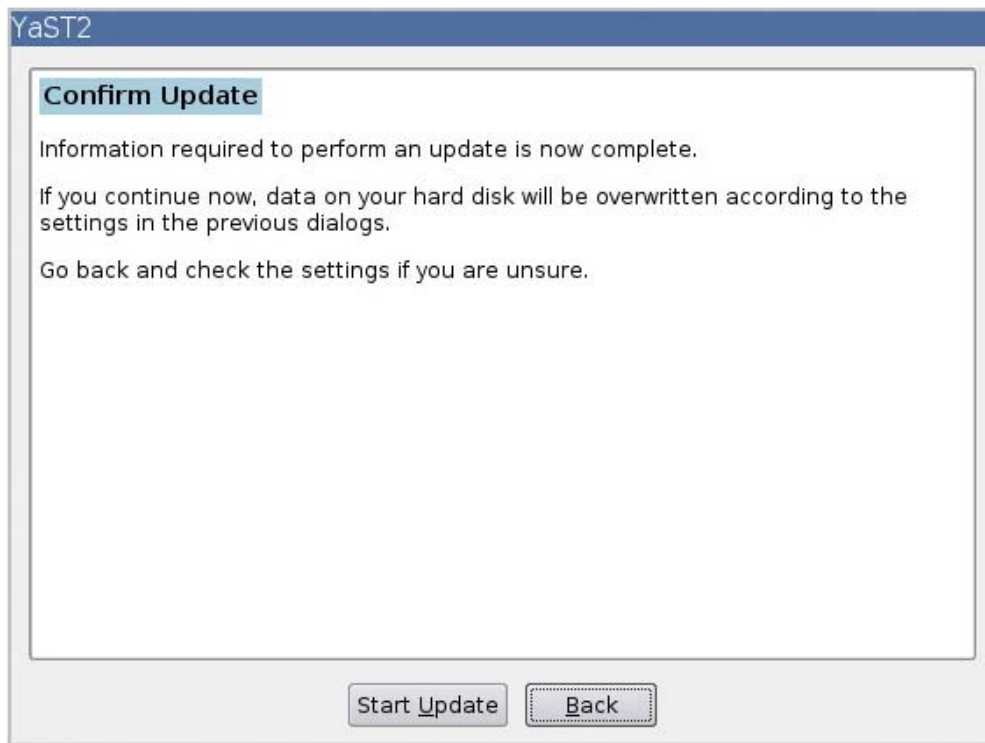 YaST2
Confirm Update
Information required to perform an update is now complete.
If you continue now, data on your hard disk will be overwritten according to the
settings in the previous dialogs.
Go back and check the settings if you are unsure.
Start Update
Back